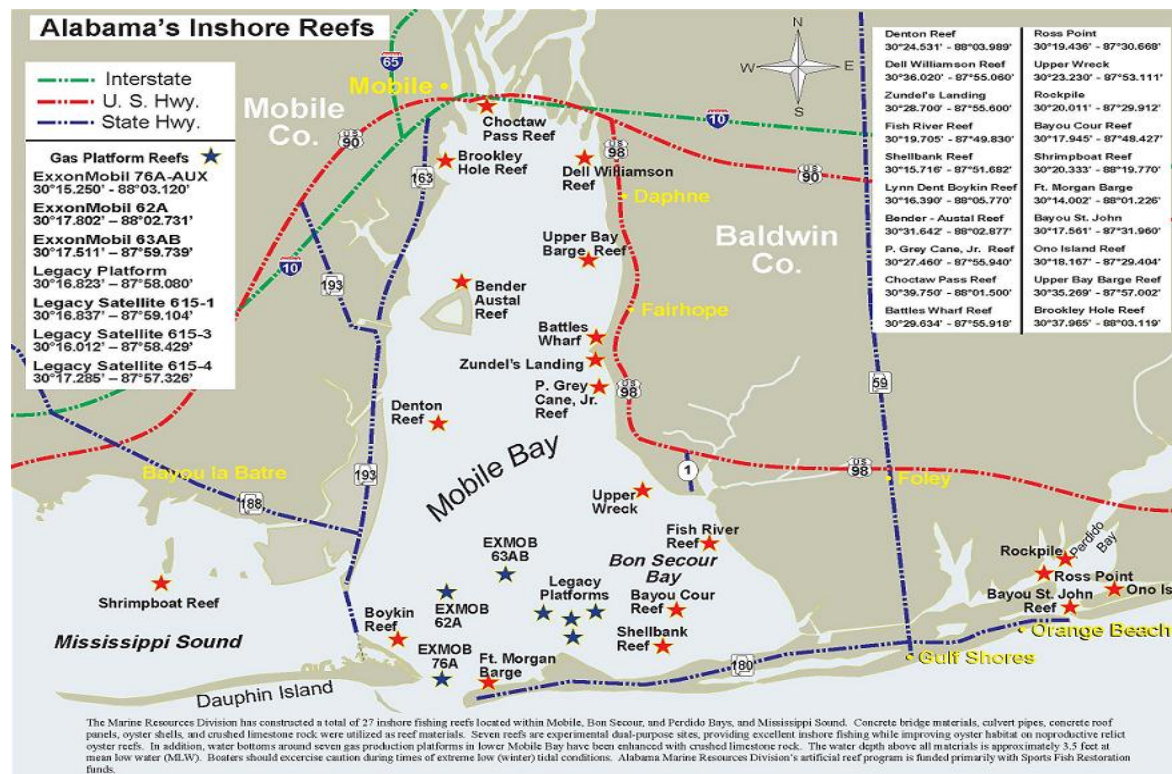 Alabama's Inshore Reefs
Interstate
U. S. Hwy.
State Hwy.
Gas Platform Reefs
ExxonMobil 76A-AUX
30°15.250' - 88°03.120'
ExxonMobil 62A
30°17.802' – 88°02.731'
ExxonMobil 63AB
30°17.511' – 87°59.739'
Legacy Platform
30°16.823' – 87°58.080'
Legacy Satellite 615-1
30°16.837' – 87°59.104'
Legacy Satellite 615-3
30°16.012' – 87°58.429'
Legacy Satellite 615-4
30°17.285' – 87°57.326'
N
W E
S
Denton Reef
30°24.531' - 88°03.989'
Dell Williamson Reef
30°36.020' - 87°55.060'
Zundel's Landing
30°28.700' - 87°55.600'
Fish River Reef
30°19.705' - 87°49.830'
Shellbank Reef
30°15.716' - 87°51.682'
Lynn Dent Boykin Reef
30°16.390' - 88°05.770'
Bender - Austal Reef
30°31.642' - 88°02.877'
P. Grey Cane, Jr. Reef
30°27.460' - 87°55.940'
Choctaw Pass Reef
30°39.750' - 88°01.500'
Battles Wharf Reef
30°29.634' - 87°55.918'
Ross Point
30°19.436' - 87°30.668'
Upper Wreck
30°23.230' - 87°53.111'
Rockpile
30°20.011' - 87°29.912'
Bayou Cour Reef
30°17.945' - 87°48.427'
Shrimpboat Reef
30°20.333' - 88°19.770'
Ft. Morgan Barge
30°14.002' - 88°01.226'
Bayou St. John
30°17.561' - 87°31.960'
Ono Island Reef
30°18.167' - 87°29.404'
Upper Bay Barge Reef
30°35.269' - 87°57.002'
Brookley Hole Reef
30°37.965' - 88°03.119'
65
Mobile
Mobile
Co.
US
90
Choctaw
Pass Reef
10
163
Brookley
Hole Reef
US
98
Dell Williamson
Reef
US
90
Daphne
Baldwin
Co.
Upper Bay
Barge Reef
10
193
Bender
Austal
Reef
Fairhope
Battles
Wharf
Zundel's Landing
P. Grey
Cane, Jr.
Reef
US
98
59
Denton
Reef
Mobile Bay
Bayou la Batre
193
188
1
US
98
Foley
Upper
Wreck
Fish River
Reef
Bon Secour
Bay
EXMOB
63AB
Perdido
Bay
Rockpile
Ross Point
Ono Is
Bayou St. John
Reef
Shrimpboat Reef
Legacy
Platforms
EXMOB
62A
Bayou Cour
Reef
Boykin
Reef
Mississippi Sound
Shellbank
Reef
Orange Beach
Gulf Shores
EXMOB
76A
Ft. Morgan
Barge
180
Dauphin Island
The Marine Resources Division has constructed a total of 27 inshore fishing reefs located within Mobile, Bon Secour, and Perdido Bays, and Mississippi Sound. Concrete bridge materials, culvert pipes, concrete roof
panels, oyster shells, and crushed limestone rock were utilized as reef materials. Seven reefs are experimental dual-purpose sites, providing excellent inshore fishing while improving oyster habitat on noproductive relict
oyster reefs. In addition, water bottoms around seven gas production platforms in lower Mobile Bay have been enhanced with crushed limestone rock. The water depth above all materials is approximately 3.5 feet at
mean low water (MLW). Boaters should excercise caution during times of extreme low (winter) tidal conditions. Alabama Marine Resources Division's artificial reef program is funded primarily with Sports Fish Restoration
funds.